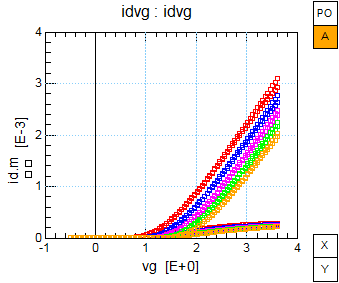 idvg : idvg
PO
A
4
3
2
1
0
id.m [E-3]
-1 0 1 2 3 4
vg [E+0]
X
Y